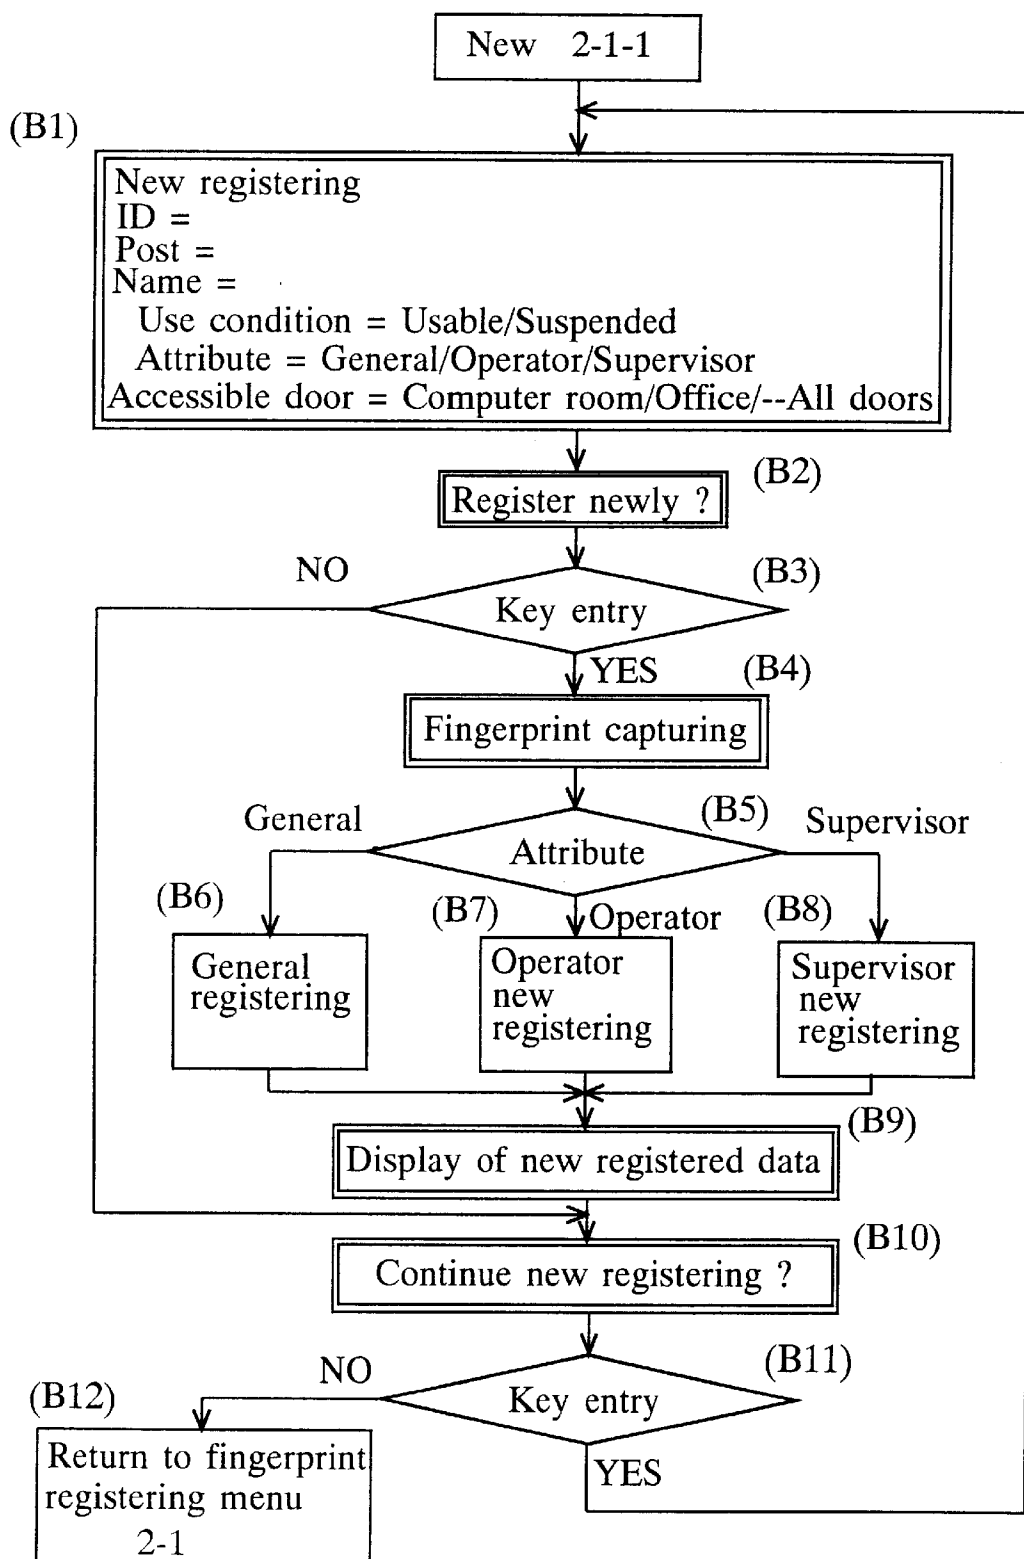 New 2-1-1
(B1)
New registering
ID =
Post =
Name =
Use condition = Usable/Suspended
Attribute = General/Operator/Supervisor
Accessible door = Computer room/Office/--All doors
(B2)
Register newly ?
NO
(B3)
Key entry
YES
(B4)
Fingerprint capturing
General
(B5)
Supervisor
Attribute
(B6)
(B7)
Operator
(B8)
General
registering
Operator
new
registering
Supervisor
new
registering
(B9)
Display of new registered data
(B10)
Continue new registering ?
NO
(B11)
Key entry
(B12)
YES
Return to fingerprint
registering menu
2-1